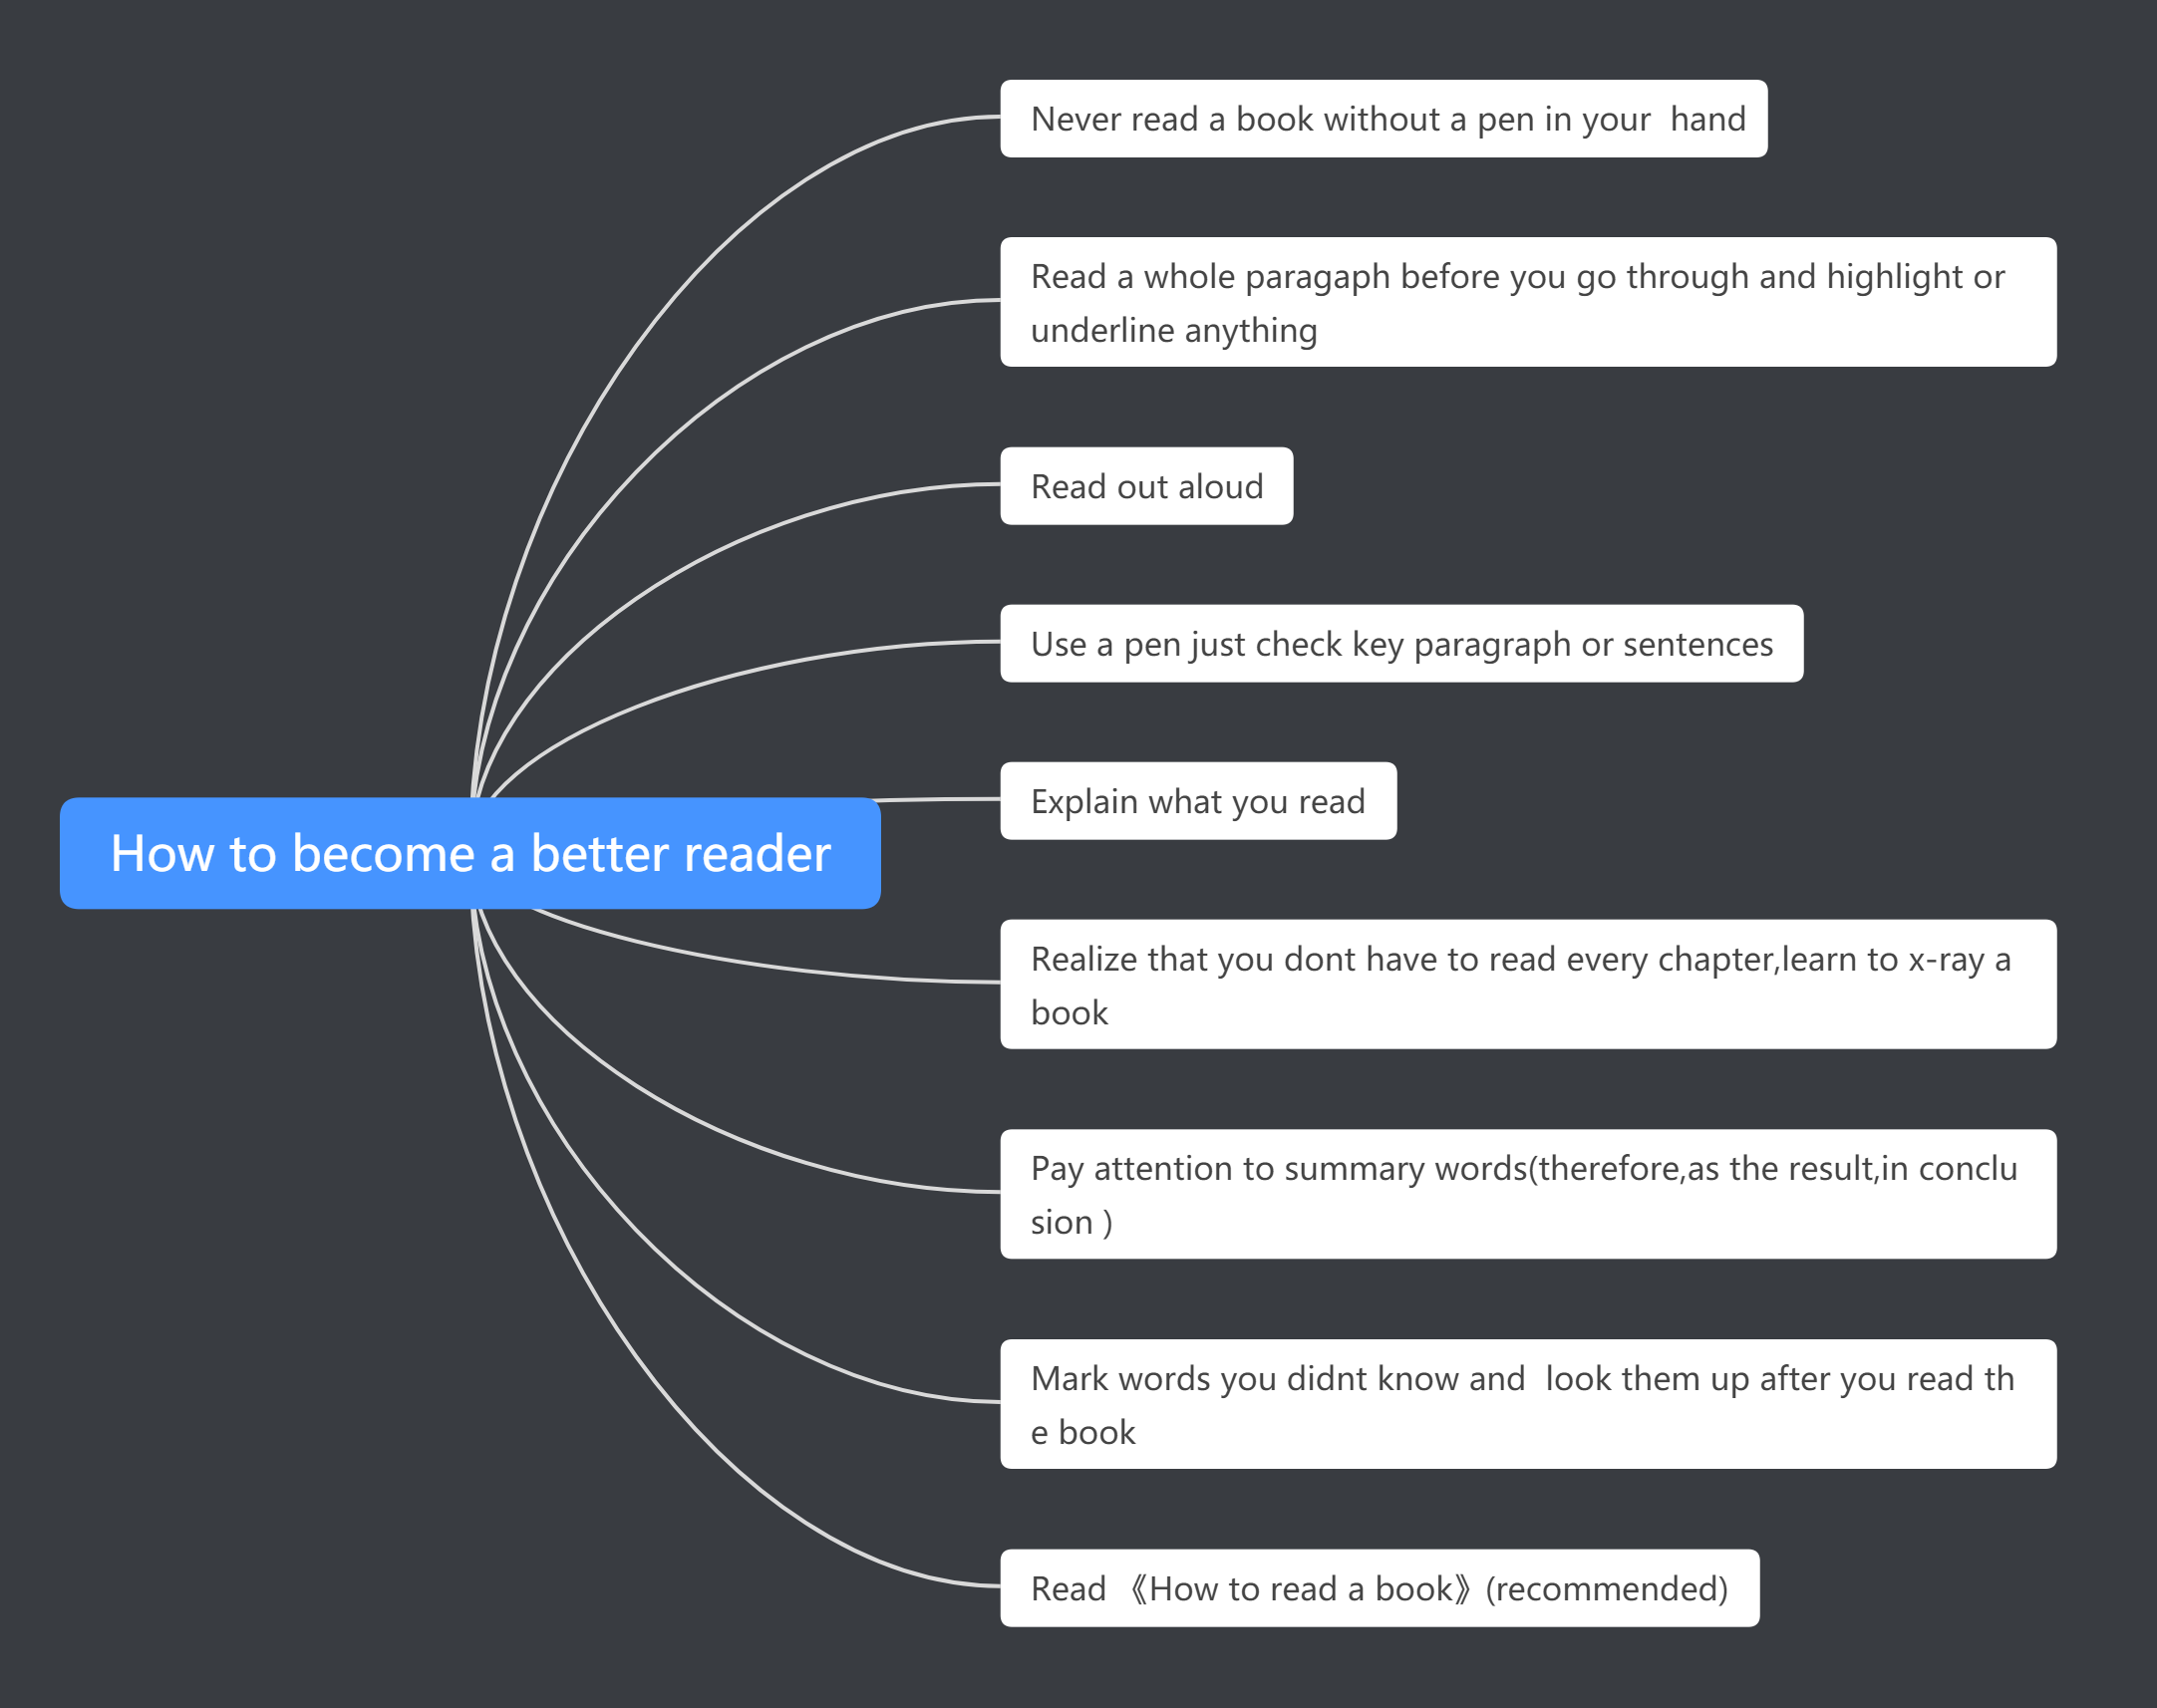 Never read a book without a pen in your  hand
Read a whole paragaph before you go through and highlight or
underline anything
Read out aloud
Use a pen just check key paragraph or sentences
Explain what you read
How to become a better reader
Realize that you dont have to read every chapter,learn to x-ray a
book
Pay attention to summary words(therefore,as the result,in conclu
sion )
Mark words you didnt know and  look them up after you read th
e book
Read 《How to read a book》(recommended)